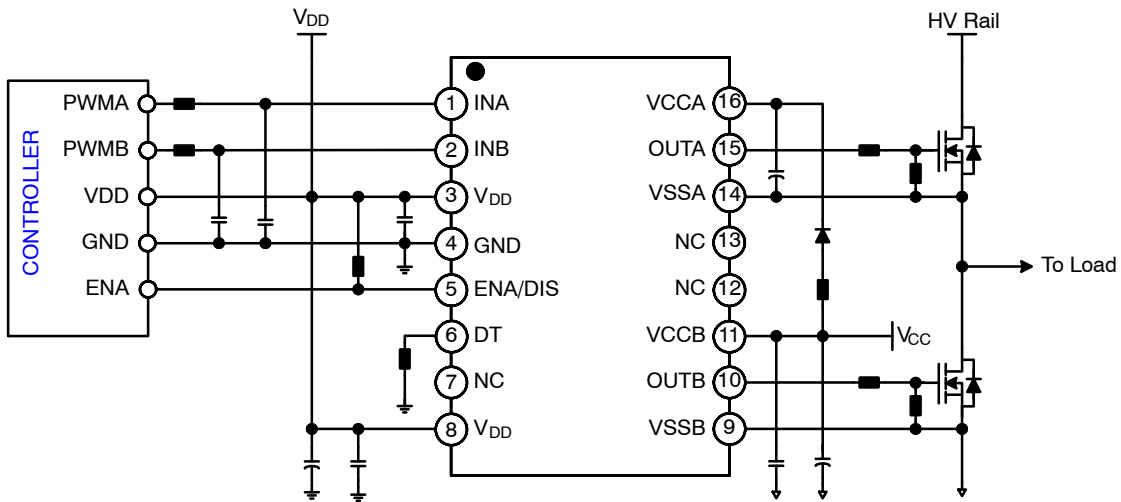 VDD
HV Rail
CONTROLLER
PWMA
PWMB
VDD
GND
ENA
1 INA
2 INB
3 VDD
4 GND
5 ENA/DIS
6 DT
7 NC
8 VDD
VCCA 16
OUTA 15
VSSA 14
NC 13
NC 12
VCCB 11
OUTB 10
VSSB 9
To Load
VCC